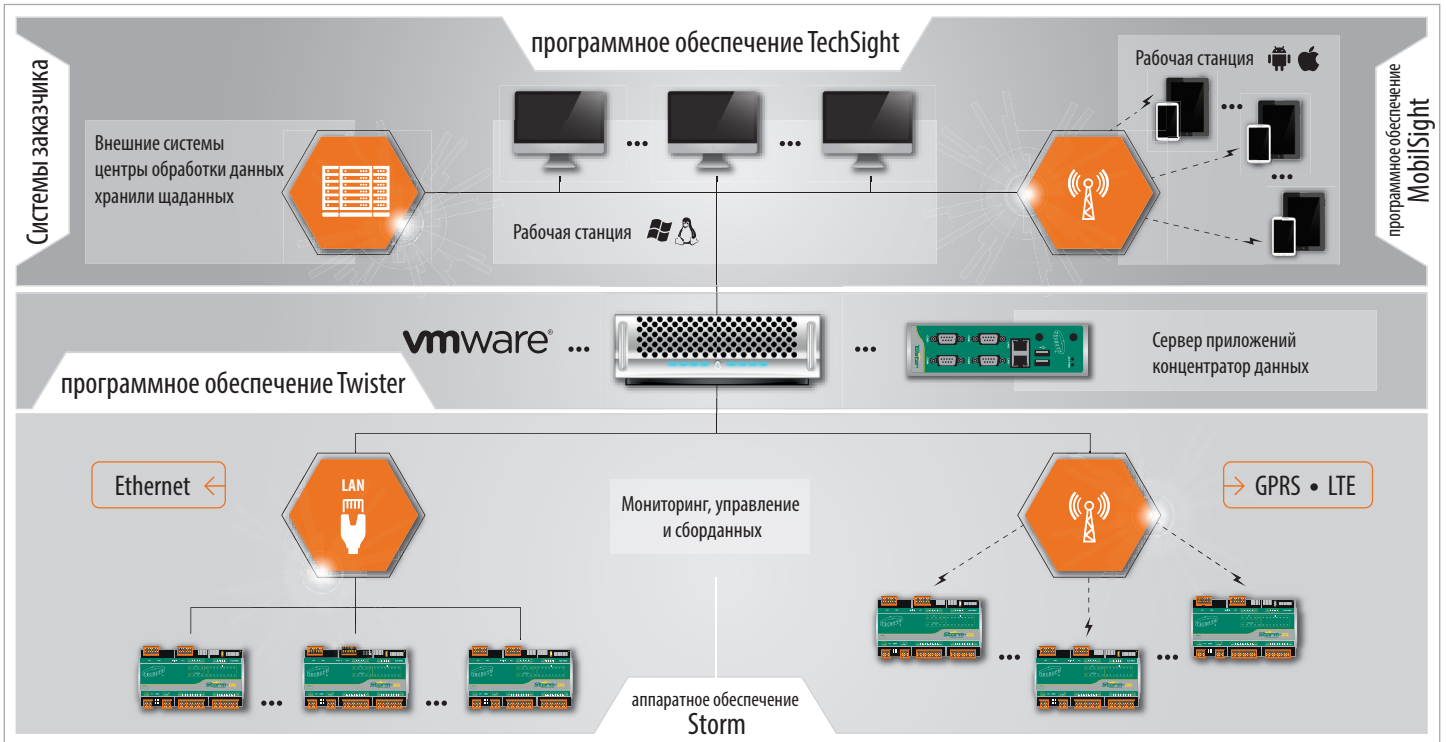 программное обеспечение TechSight
Системы заказчика
Внешние системы
центры обработки данных
хранили щаданных
Рабочая станция
Рабочая станция
программное обеспечение
MobilSight
vmware®
Сервер приложений
концентратор данных
программное обеспечение Twister
Ethernet
LAN
Мониторинг, управление
и сборданных
GPRS • LTE
аппаратное обеспечение
Storm